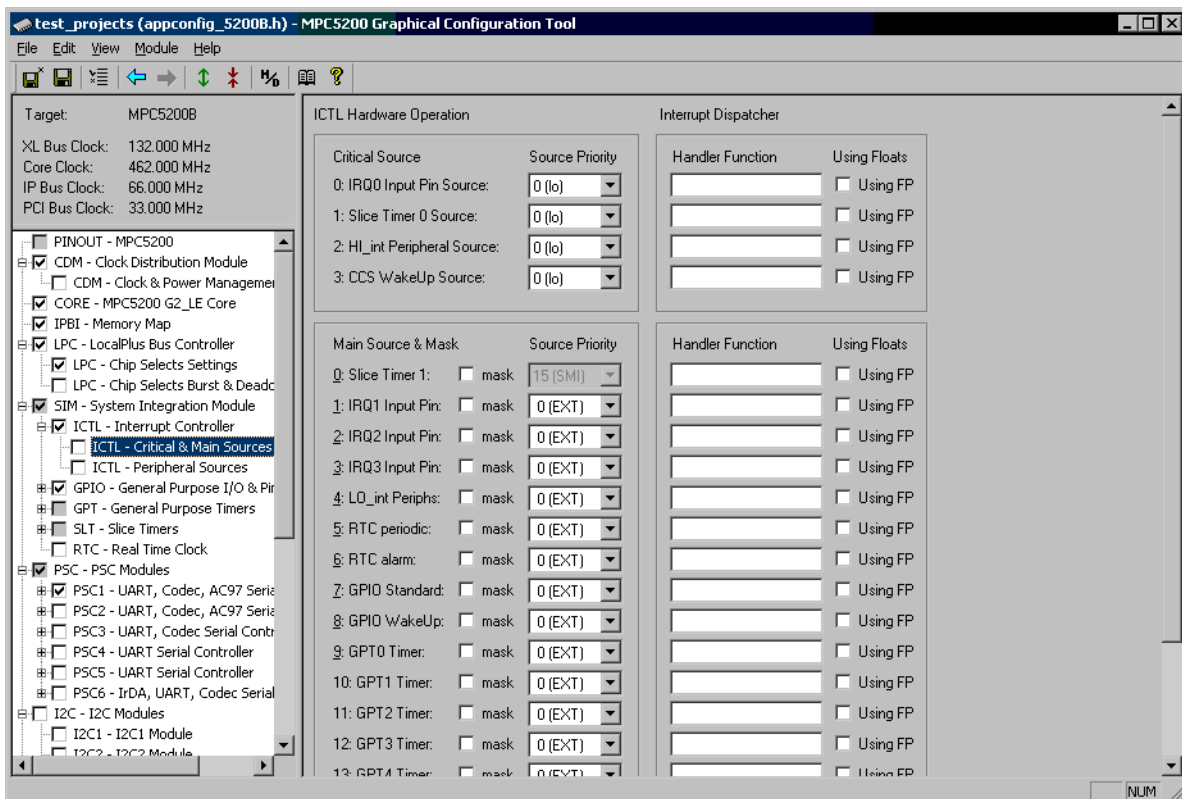 test_projects (appconfig_5200B.h) - MPC5200 Graphical Configuration Tool
File Edit View Module Help
Target: MPC5200B
XL Bus Clock: 132.000 MHz
Core Clock: 462.000 MHz
IP Bus Clock: 66.000 MHz
PCI Bus Clock: 33.000 MHz
PINOUT - MPC5200
CDM - Clock Distribution Module
CDM - Clock & Power Managemen
CORE - MPC5200 G2_LE Core
IPBI - Memory Map
LPC - LocalPlus Bus Controller
LPC - Chip Selects Settings
LPC - Chip Selects Burst & Deadc
SIM - System Integration Module
ICTL - Interrupt Controller
ICTL - Critical & Main Sources
ICTL - Peripheral Sources
GPIO - General Purpose I/O & Pin
GPT - General Purpose Timers
SLT - Slice Timers
RTC - Real Time Clock
PSC - PSC Modules
PSC1 - UART, Codec, AC97 Seria
PSC2 - UART, Codec, AC97 Seria
PSC3 - UART, Codec Serial Contr
PSC4 - UART Serial Controller
PSC5 - UART Serial Controller
PSC6 - IrDA, UART, Codec Serial
I2C - I2C Modules
I2C1 - I2C1 Module
I2C2 - I2C2 Module
ICTL Hardware Operation Interrupt Dispatcher
Critical Source Source Priority Handler Function Using Floats
0: IRQ0 Input Pin Source: 0 (lo) Using FP
1: Slice Timer 0 Source: 0 (lo) Using FP
2: HI_int Peripheral Source: 0 (lo) Using FP
3: CCS WakeUp Source: 0 (lo) Using FP
Main Source & Mask Source Priority Handler Function Using Floats
0: Slice Timer 1: mask 15 (SMI) Using FP
1: IRQ1 Input Pin: mask 0 (EXT) Using FP
2: IRQ2 Input Pin: mask 0 (EXT) Using FP
3: IRQ3 Input Pin: mask 0 (EXT) Using FP
4: LO_int Periphs: mask 0 (EXT) Using FP
5: RTC periodic: mask 0 (EXT) Using FP
6: RTC alarm: mask 0 (EXT) Using FP
7: GPIO Standard: mask 0 (EXT) Using FP
8: GPIO WakeUp: mask 0 (EXT) Using FP
9: GPT0 Timer: mask 0 (EXT) Using FP
10: GPT1 Timer: mask 0 (EXT) Using FP
11: GPT2 Timer: mask 0 (EXT) Using FP
12: GPT3 Timer: mask 0 (EXT) Using FP
13: GPT4 Timer: mask 0 (EXT) Using FP
NUM